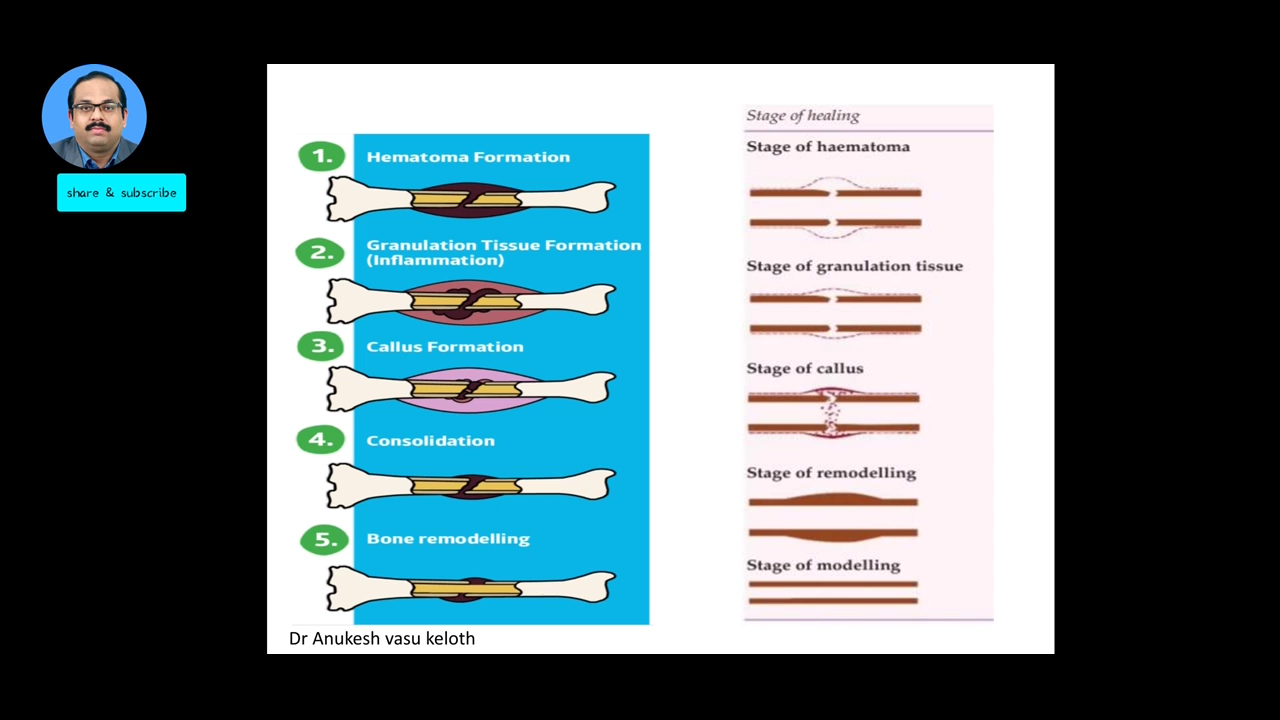 share & subscribe
1. Hematoma Formation
2. Granulation Tissue Formation
(Inflammation)
3. Callus Formation
4. Consolidation
5. Bone remodelling
Dr Anukesh vasu keloth
Stage of healing
Stage of haematoma
Stage of granulation tissue
Stage of callus
Stage of remodelling
Stage of modelling